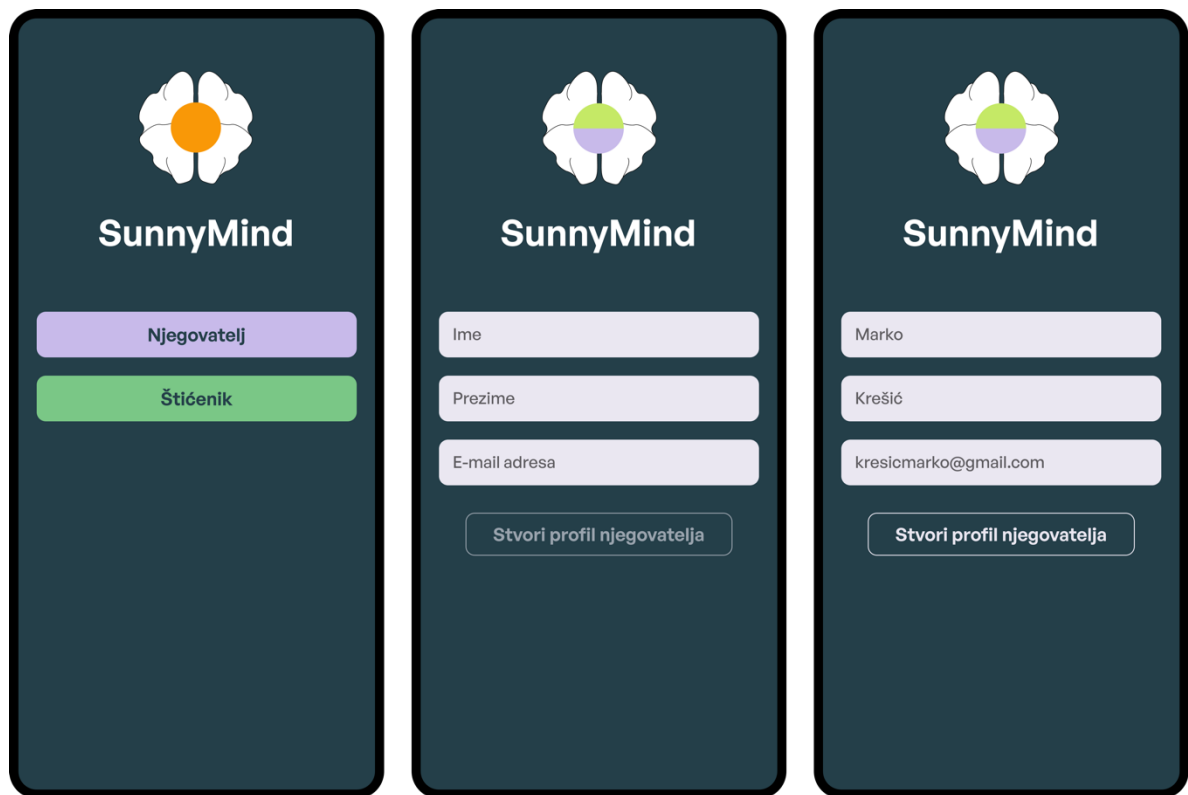 SunnyMind
Njegovatelj
Štićenik
SunnyMind
Ime
Prezime
E-mail adresa
Stvori profil njegovatelja
SunnyMind
Marko
Krešić
kresicmarko@gmail.com
Stvori profil njegovatelja